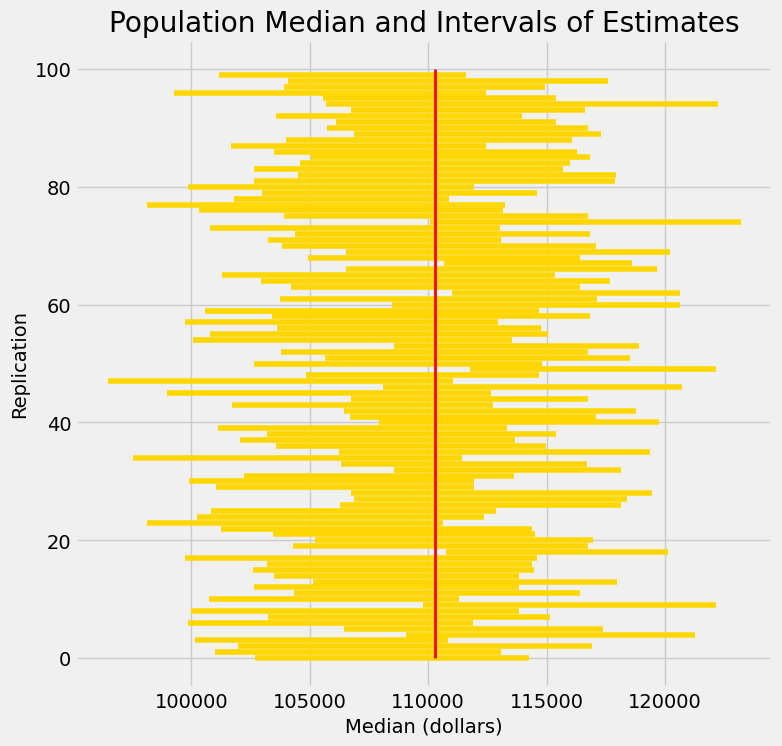 Population Median and Intervals of Estimates
100
80
60
40
20
0
Replication
100000 105000 110000 115000 120000
Median (dollars)